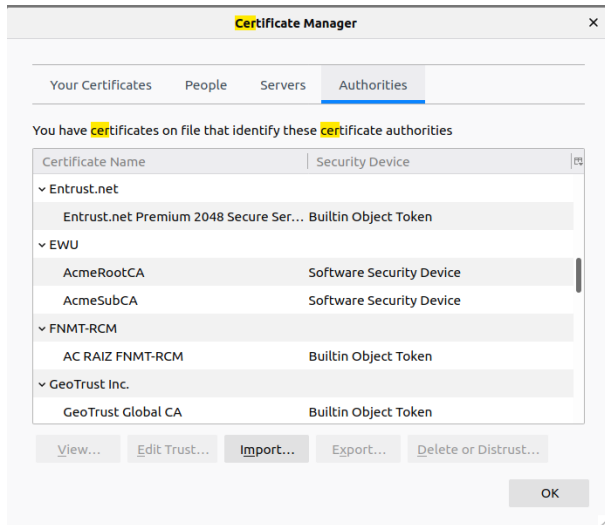 Certificate Manager
Your Certificates People Servers Authorities
You have certificates on file that identify these certificate authorities
Certificate Name Security Device
Entrust.net
Entrust.net Premium 2048 Secure Ser... Builtin Object Token
EWU
AcmeRootCA Software Security Device
AcmeSubCA Software Security Device
FNMT-RCM
AC RAIZ FNMT-RCM Builtin Object Token
GeoTrust Inc.
GeoTrust Global CA Builtin Object Token
View... Edit Trust... Import... Export... Delete or Distrust...
OK